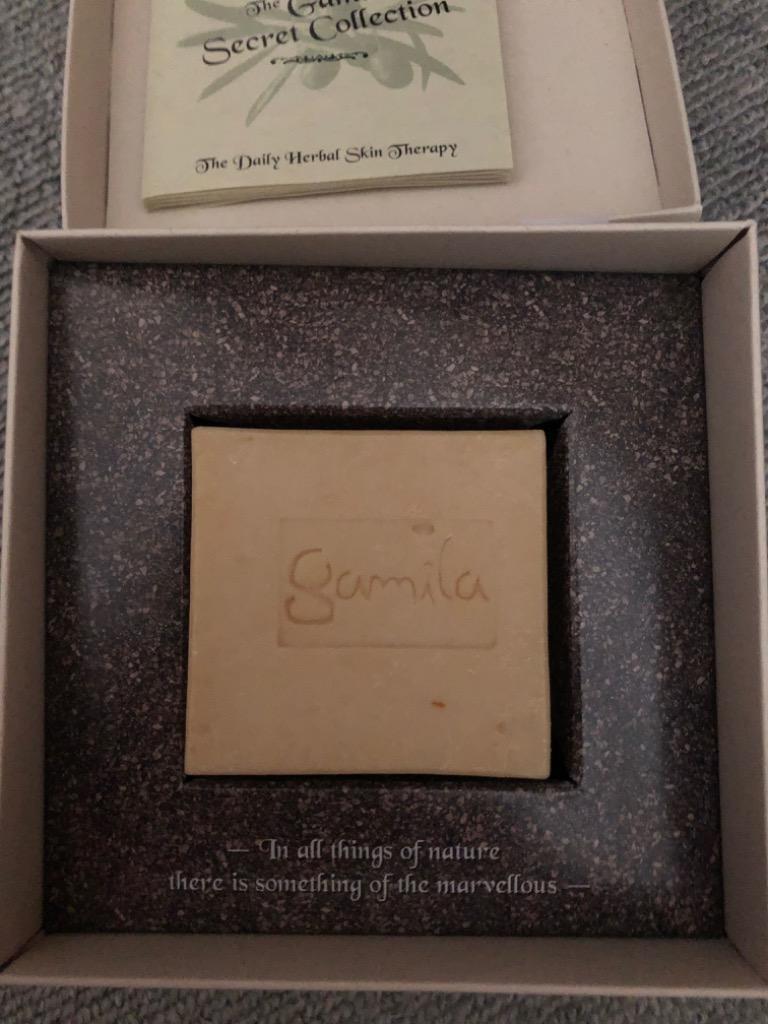 The
Secret Collection
The Daily Herbal Skin Therapy
gamila
— In all things of nature
there is something of the marvellous —